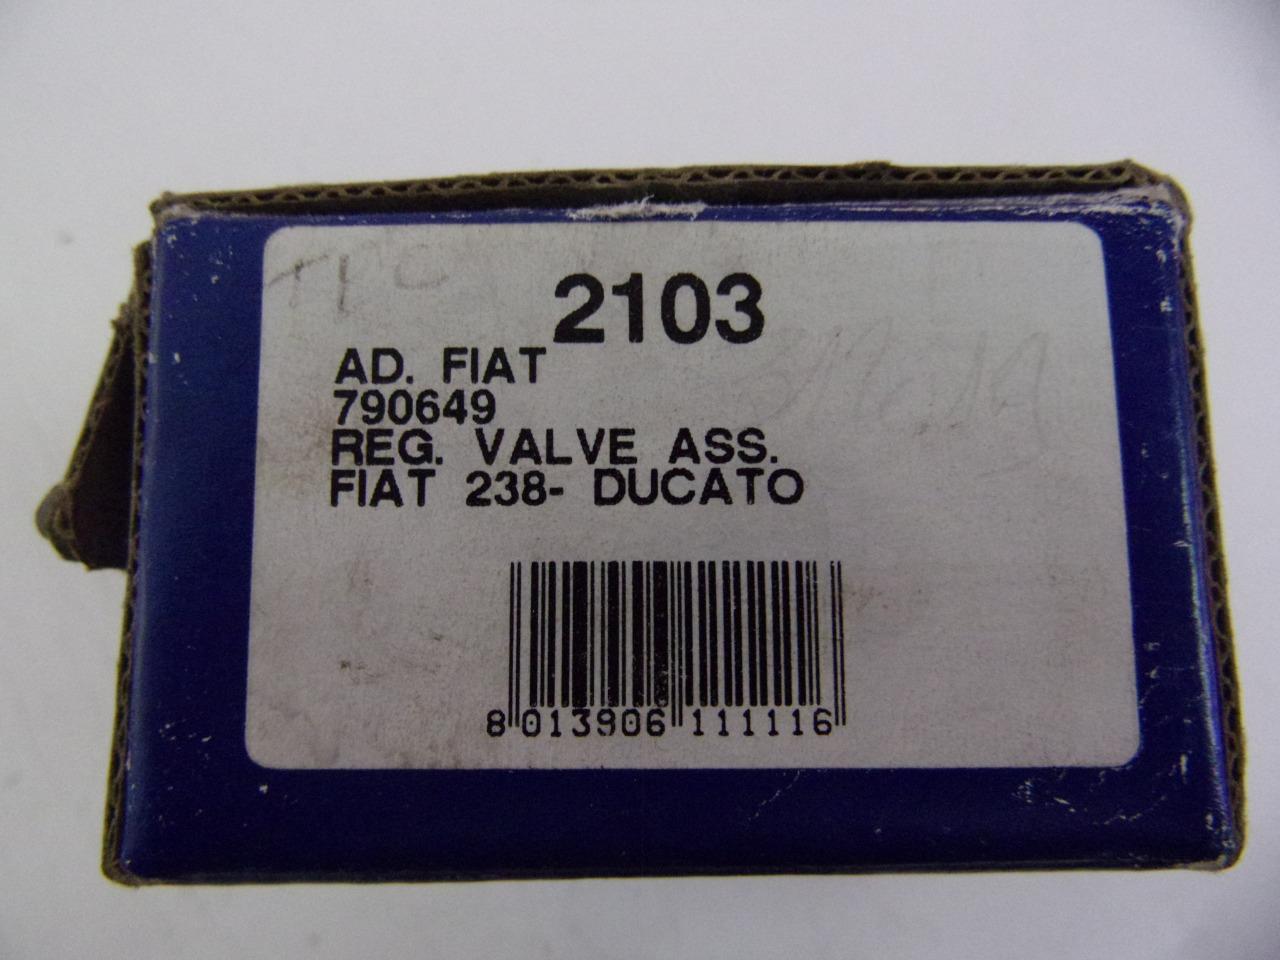 2103
AD. FIAT
790649
REG. VALVE ASS.
FIAT 238- DUCATO
8 013906 111116